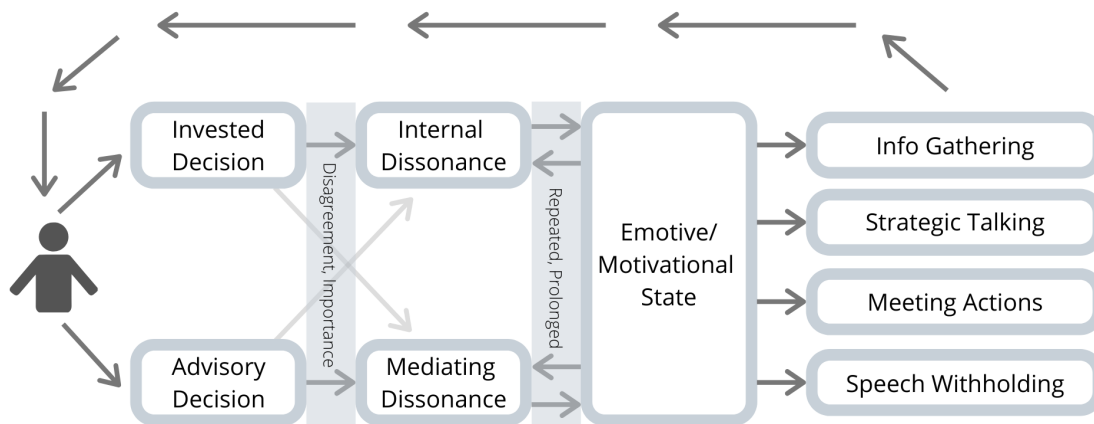 Invested
Decision
Internal
Dissonance
Disagreement, Importance
Repeated, Prolonged
Emotive/
Motivational
State
Info Gathering
Strategic Talking
Meeting Actions
Speech Withholding
Advisory
Decision
Mediating
Dissonance